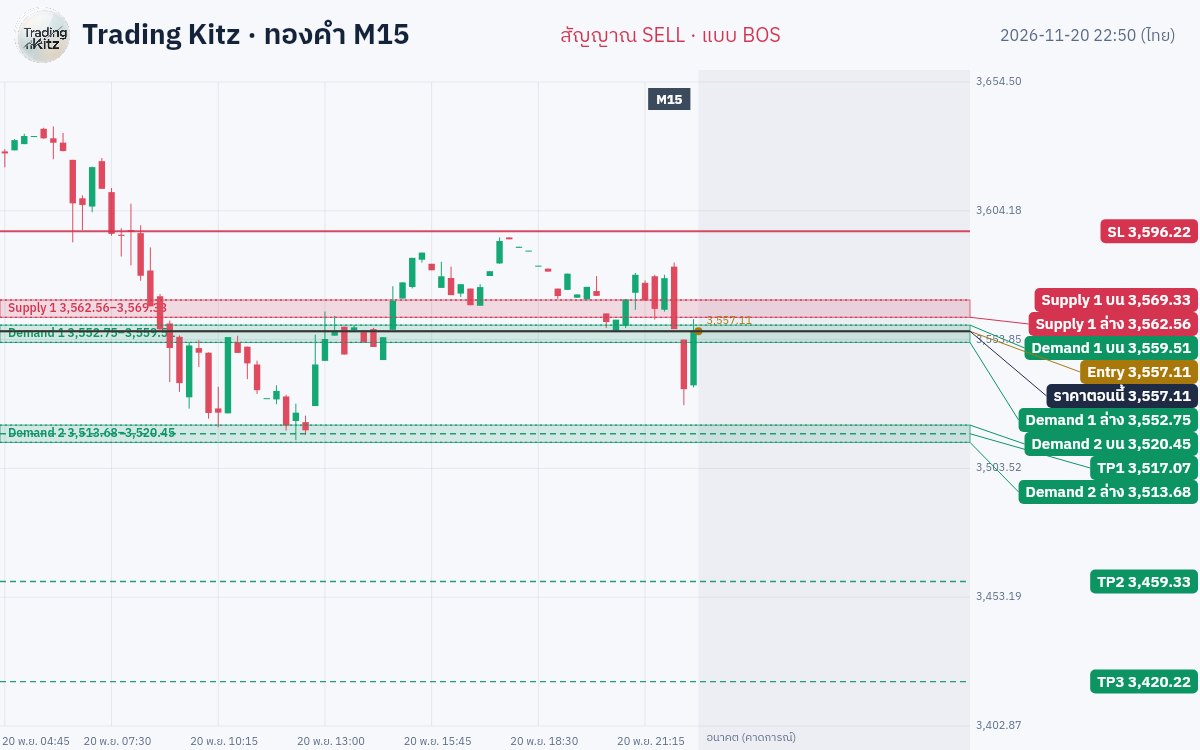 Trading Kitz
Trading Kitz · ทองคำ M15
สัญญาณ SELL · แบบ BOS
2026-11-20 22:50 (ไทย)
M15
3,654.50
3,604.18
SL 3,596.22
Supply 1 3,562.56–3,569.33
Supply 1 บน 3,569.33
Supply 1 ล่าง 3,562.56
3,557.11
Demand 1 3,552.75–3,559.51
3,553.85
Demand 1 บน 3,559.51
Entry 3,557.11
ราคาตอนนี้ 3,557.11
Demand 1 ล่าง 3,552.75
Demand 2 3,513.68–3,520.45
Demand 2 บน 3,520.45
3,503.52
TP1 3,517.07
Demand 2 ล่าง 3,513.68
TP2 3,459.33
3,453.19
TP3 3,420.22
3,402.87
20 พ.ย. 04:45 20 พ.ย. 07:30 20 พ.ย. 10:15 20 พ.ย. 13:00 20 พ.ย. 15:45 20 พ.ย. 18:30 20 พ.ย. 21:15 อนาคต (คาดการณ์)